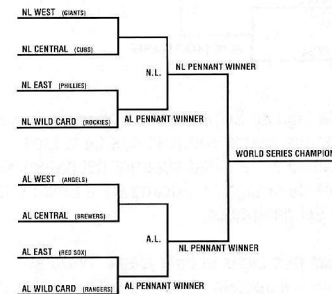 NL WEST (GIANTS)
NL CENTRAL (CUBS)
N.L.
NL PENNANT WINNER
NL EAST (PHILLIES)
NL WILD CARD (ROCKIES)
AL PENNANT WINNER
WORLD SERIES CHAMPION
AL WEST (ANGELS)
AL CENTRAL (BREWERS)
A.L.
AL EAST (RED SOX)
NL PENNANT WINNER
AL WILD CARD (RANGERS)
AL PENNANT WINNER